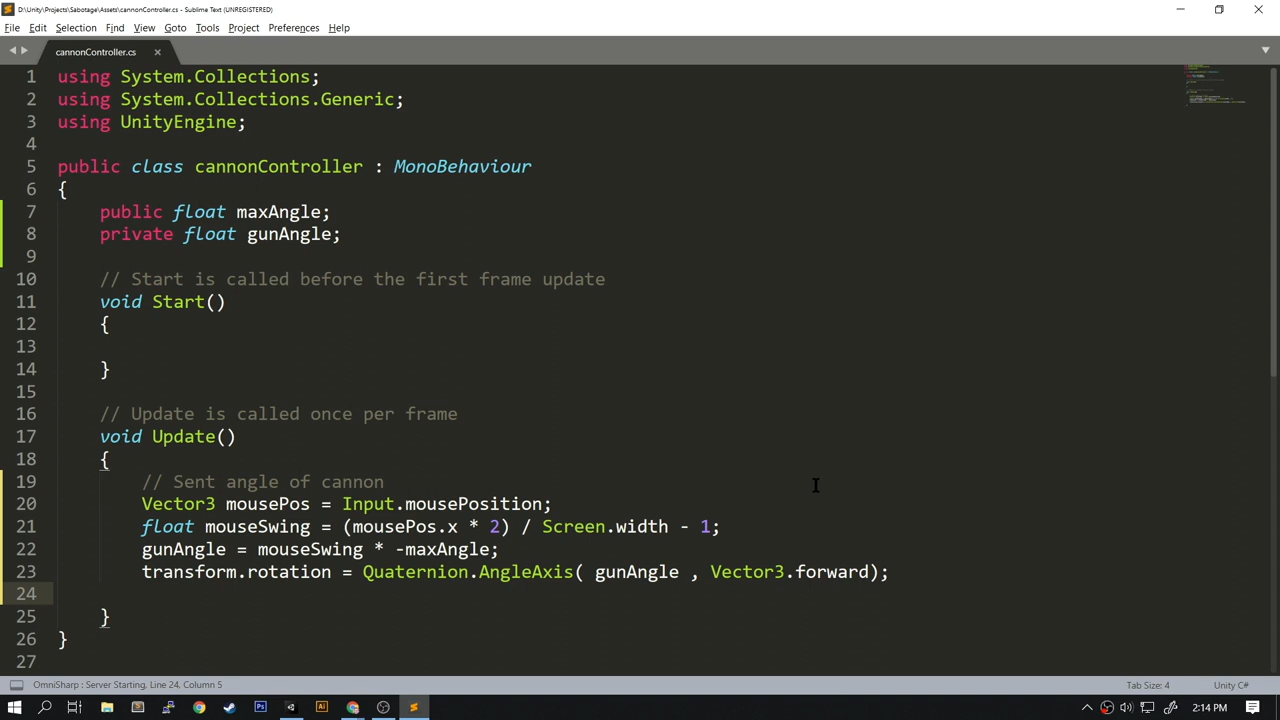 D:\Unity\Projects\Sabotage\Assets\cannonController.cs - Sublime Text (UNREGISTERED)
File Edit Selection Find View Goto Tools Project Preferences Help
cannonController.cs
1 using System.Collections;
2 using System.Collections.Generic;
3 using UnityEngine;
4
5 public class cannonController : MonoBehaviour
6 {
7 public float maxAngle;
8 private float gunAngle;
9
10 // Start is called before the first frame update
11 void Start()
12 {
13
14 }
15
16 // Update is called once per frame
17 void Update()
18 {
19 // Sent angle of cannon
20 Vector3 mousePos = Input.mousePosition;
21 float mouseSwing = (mousePos.x * 2) / Screen.width - 1;
22 gunAngle = mouseSwing * -maxAngle;
23 transform.rotation = Quaternion.AngleAxis( gunAngle , Vector3.forward);
24
25 }
26 }
27
OmniSharp : Server Starting, Line 24, Column 5 Tab Size: 4 Unity C#
2:14 PM